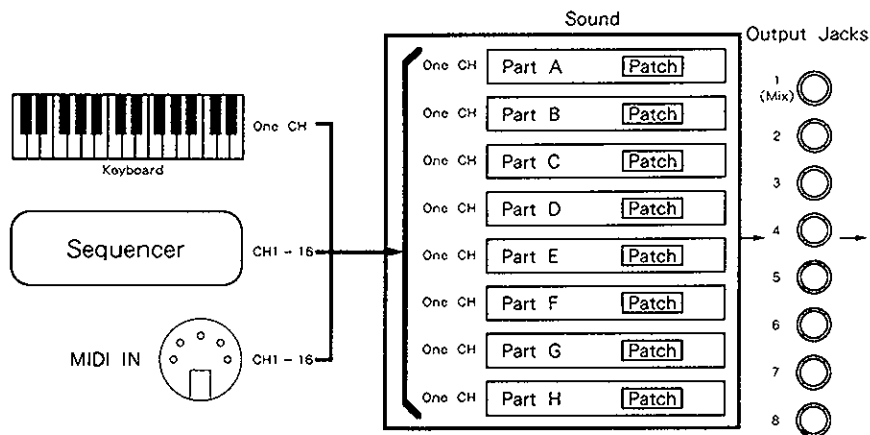 Sound
Output Jacks
One CH Part A Patch
1
(Mix)
One CH Part B Patch
2
One CH
Keyboard
One CH Part C Patch
3
One CH Part D Patch
4
Sequencer
CH1 - 16
One CH Part E Patch
5
One CH Part F Patch
6
MIDI IN
CH1 - 16
One CH Part G Patch
7
One CH Part H Patch
8